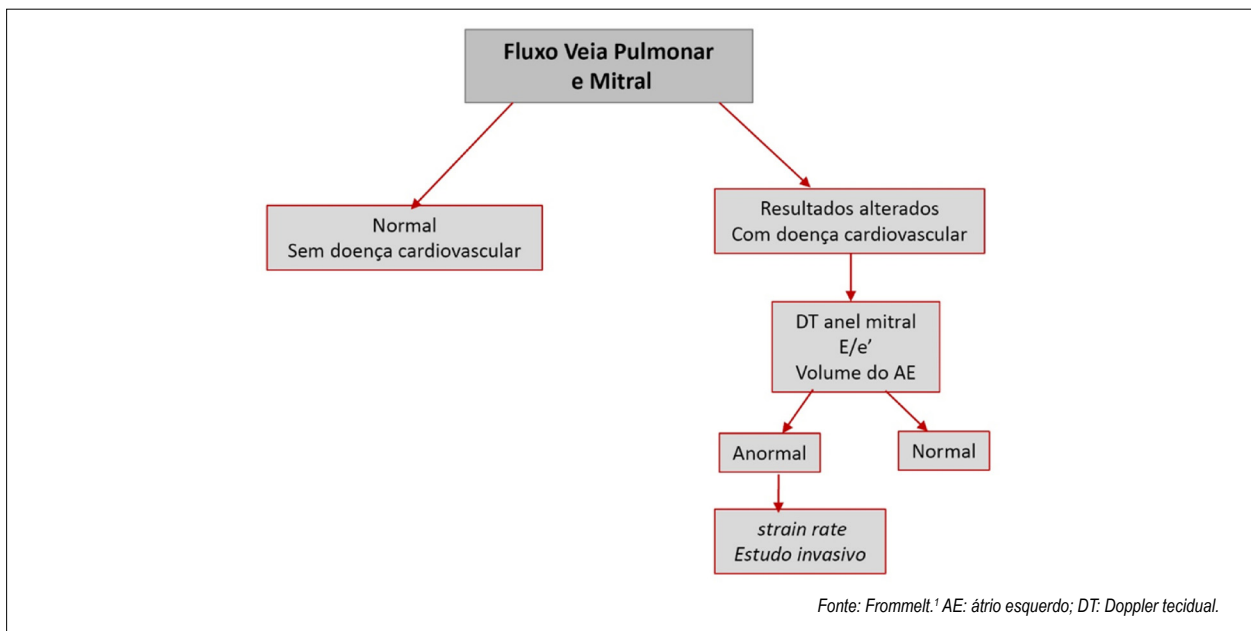 Fluxo Veia Pulmonar
e Mitral
Normal
Sem doença cardiovascular
Resultados alterados
Com doença cardiovascular
DT anel mitral
E/e’
Volume do AE
Anormal
Normal
strain rate
Estudo invasivo
Fonte: Frommelt.¹ AE: átrio esquerdo; DT: Doppler tecidual.